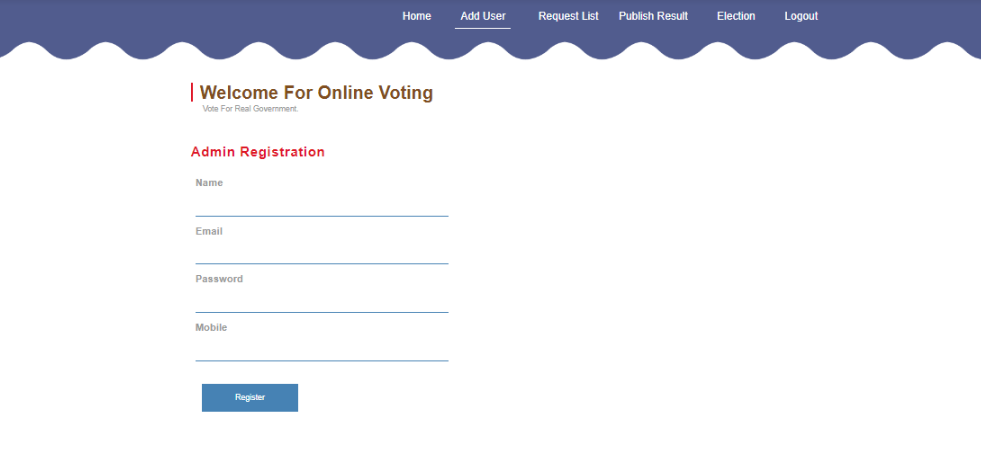 Home Add User Request List Publish Result Election Logout
Welcome For Online Voting
Vote For Real Government.
Admin Registration
Name
Email
Password
Mobile
Register